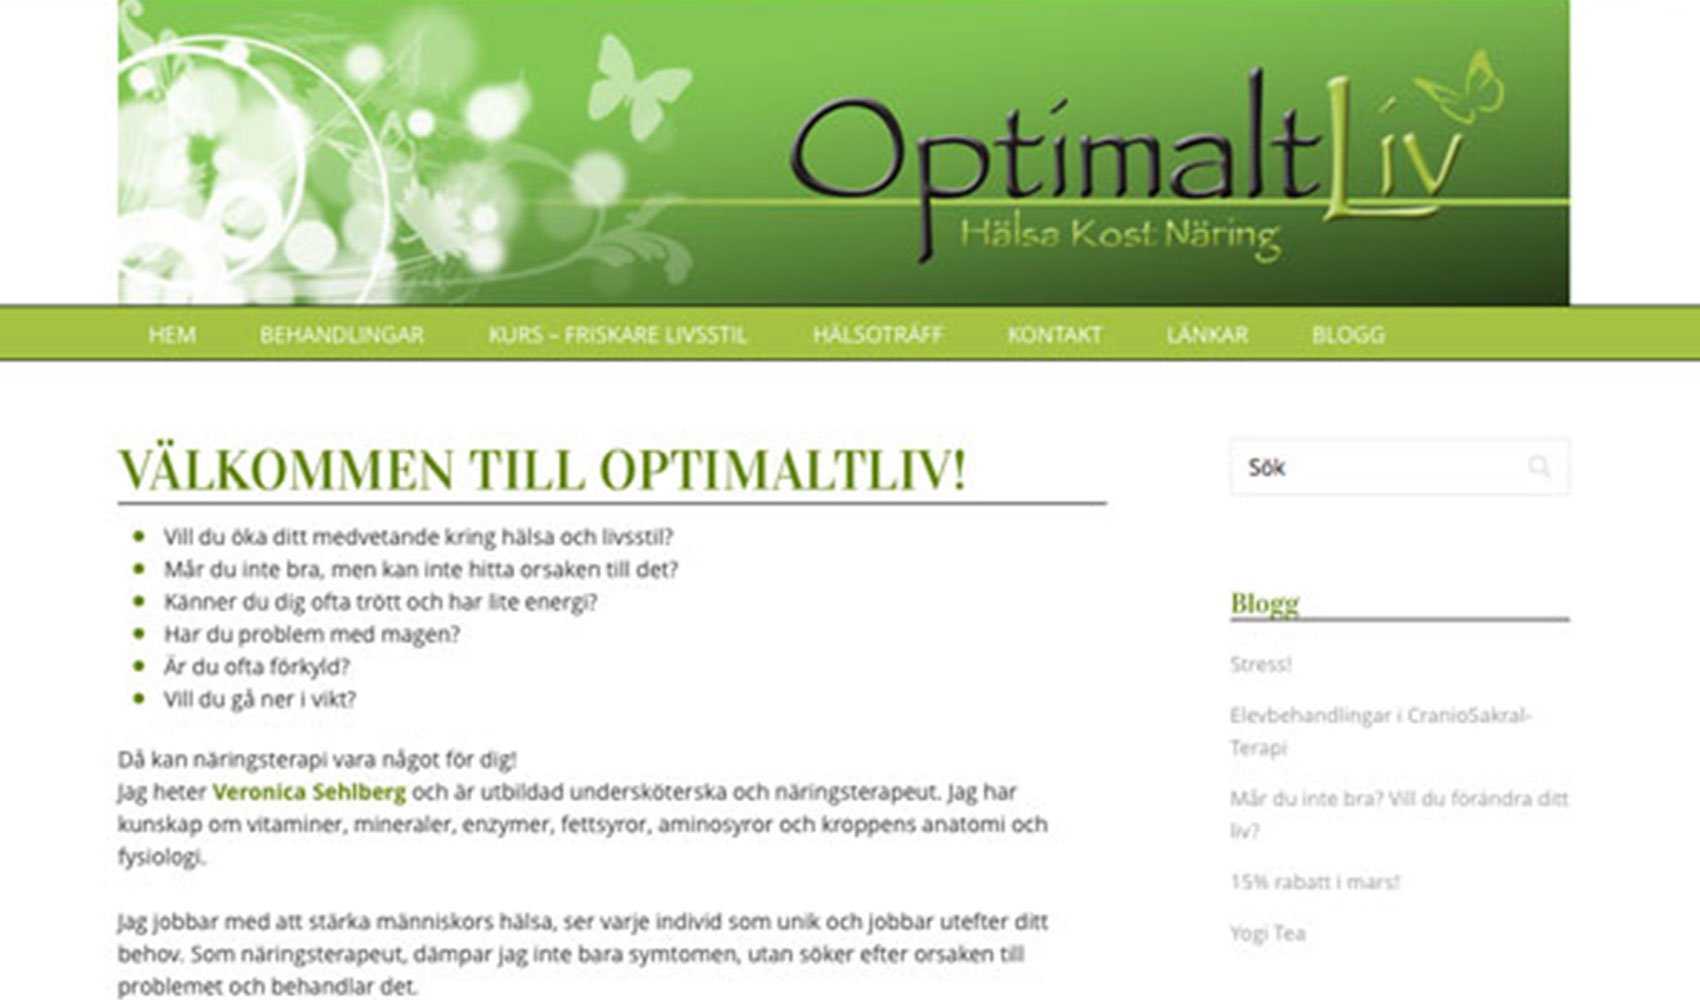 OptimaltLiv
Hälsa Kost Näring
HEM BEHANDLINGAR KURS – FRISKARE LIVSSTIL HÄLSOTRÄFF KONTAKT LÄNKAR BLOGG
VÄLKOMMEN TILL OPTIMALTLIV!
Vill du öka ditt medvetande kring hälsa och livsstil?
Mår du inte bra, men kan inte hitta orsaken till det?
Känner du dig ofta trött och har lite energi?
Har du problem med magen?
Är du ofta förkyld?
Vill du gå ner i vikt?
Då kan näringsterapi vara något för dig!
Jag heter Veronica Sehlberg och är utbildad undersköterska och näringsterapeut. Jag har
kunskap om vitaminer, mineraler, enzymer, fettsyror, aminosyror och kroppens anatomi och
fysiologi.
Jag jobbar med att stärka människors hälsa, ser varje individ som unik och jobbar utefter ditt
behov. Som näringsterapeut, dämpar jag inte bara symtomen, utan söker efter orsaken till
problemet och behandlar det.
Sök
Blogg
Stress!
Elevbehandlingar i CranioSakral-
Terapi
Mår du inte bra? Vill du förändra ditt
liv?
15% rabatt i mars!
Yogi Tea